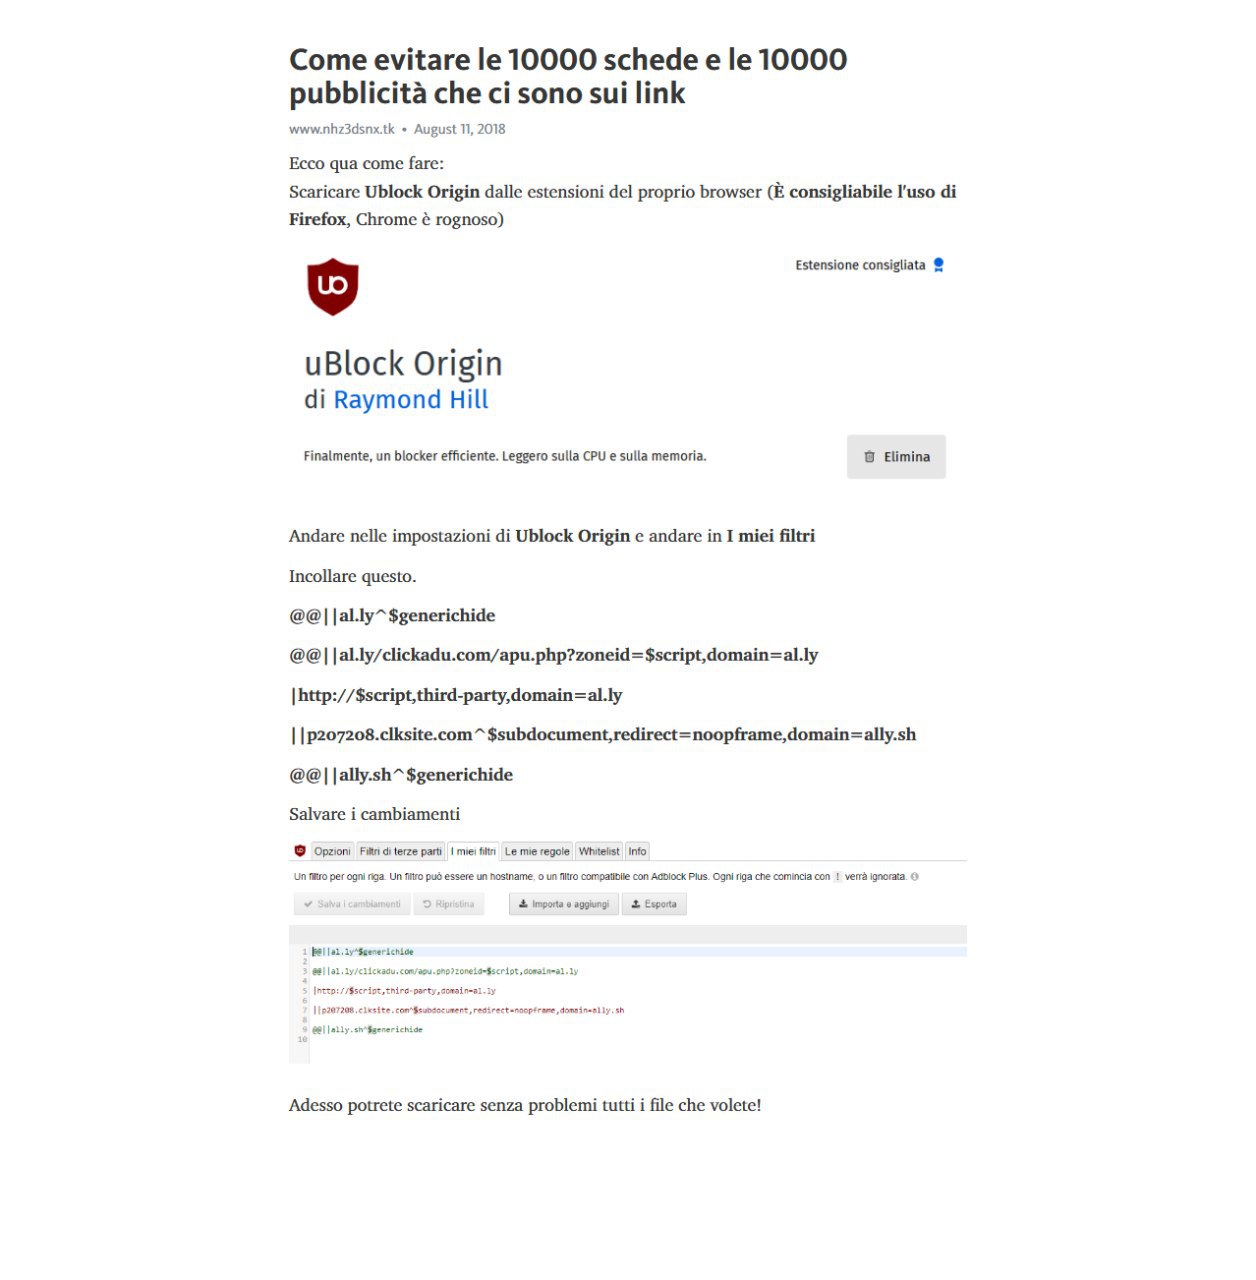 Come evitare le 10000 schede e le 10000
pubblicità che ci sono sui link
www.nhz3dsnx.tk • August 11, 2018
Ecco qua come fare:
Scaricare Ublock Origin dalle estensioni del proprio browser (È consigliabile l'uso di
Firefox, Chrome è rognoso)
uo
Estensione consigliata
uBlock Origin
di Raymond Hill
Finalmente, un blocker efficiente. Leggero sulla CPU e sulla memoria.
Elimina
Andare nelle impostazioni di Ublock Origin e andare in I miei filtri
Incollare questo.
@@||al.ly^$generichide
@@||al.ly/clickadu.com/apu.php?zoneid=$script,domain=al.ly
|http://$script,third-party,domain=al.ly
||p207208.clksite.com^$subdocument,redirect=noopframe,domain=ally.sh
@@||ally.sh^$generichide
Salvare i cambiamenti
Opzioni Filtri di terze parti I miei filtri Le mie regole Whitelist Info
Un filtro per ogni riga. Un filtro può essere un hostname, o un filtro compatibile con Adblock Plus. Ogni riga che comincia con ! verrà ignorata.
Salva i cambiamenti Ripristina Importa e aggiungi Esporta
1 @@||al.ly^$generichide
2
3 @@||al.ly/clickadu.com/apu.php?zoneid=$script,domain=al.ly
4
5 |http://$script,third-party,domain=al.ly
6
7 ||p207208.clksite.com^$subdocument,redirect=noopframe,domain=ally.sh
8
9 @@||ally.sh^$generichide
10
Adesso potrete scaricare senza problemi tutti i file che volete!